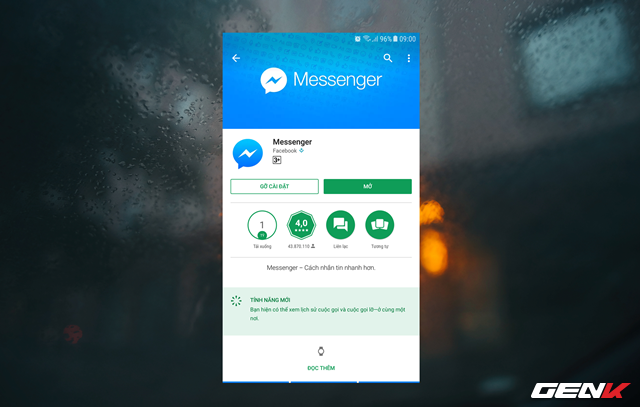 96% 09:00
Messenger
Messenger
Facebook
3+
GỠ CÀI ĐẶT
MỞ
1
TỶ
4,0
Tải xuống
43.870.110
Liên lạc
Tương tự
Messenger – Cách nhắn tin nhanh hơn.
TÍNH NĂNG MỚI
Bạn hiện có thể xem lịch sử cuộc gọi và cuộc gọi lỡ--ở cùng một
nơi.
ĐỌC THÊM
GENK